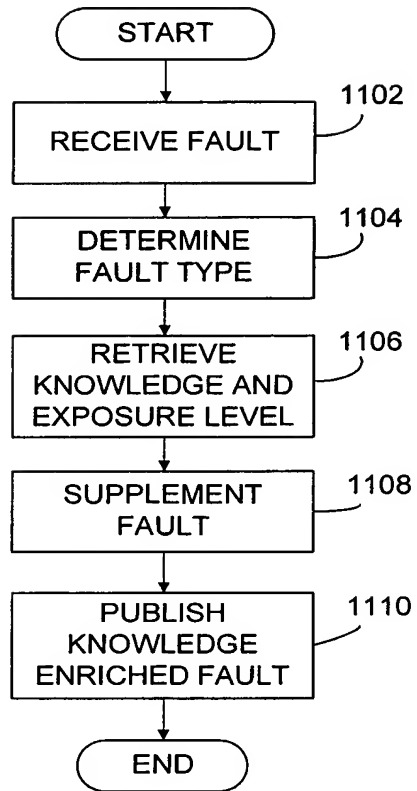 START
1102
RECEIVE FAULT
1104
DETERMINE
FAULT TYPE
1106
RETRIEVE
KNOWLEDGE AND
EXPOSURE LEVEL
1108
SUPPLEMENT
FAULT
1110
PUBLISH
KNOWLEDGE
ENRICHED FAULT
END